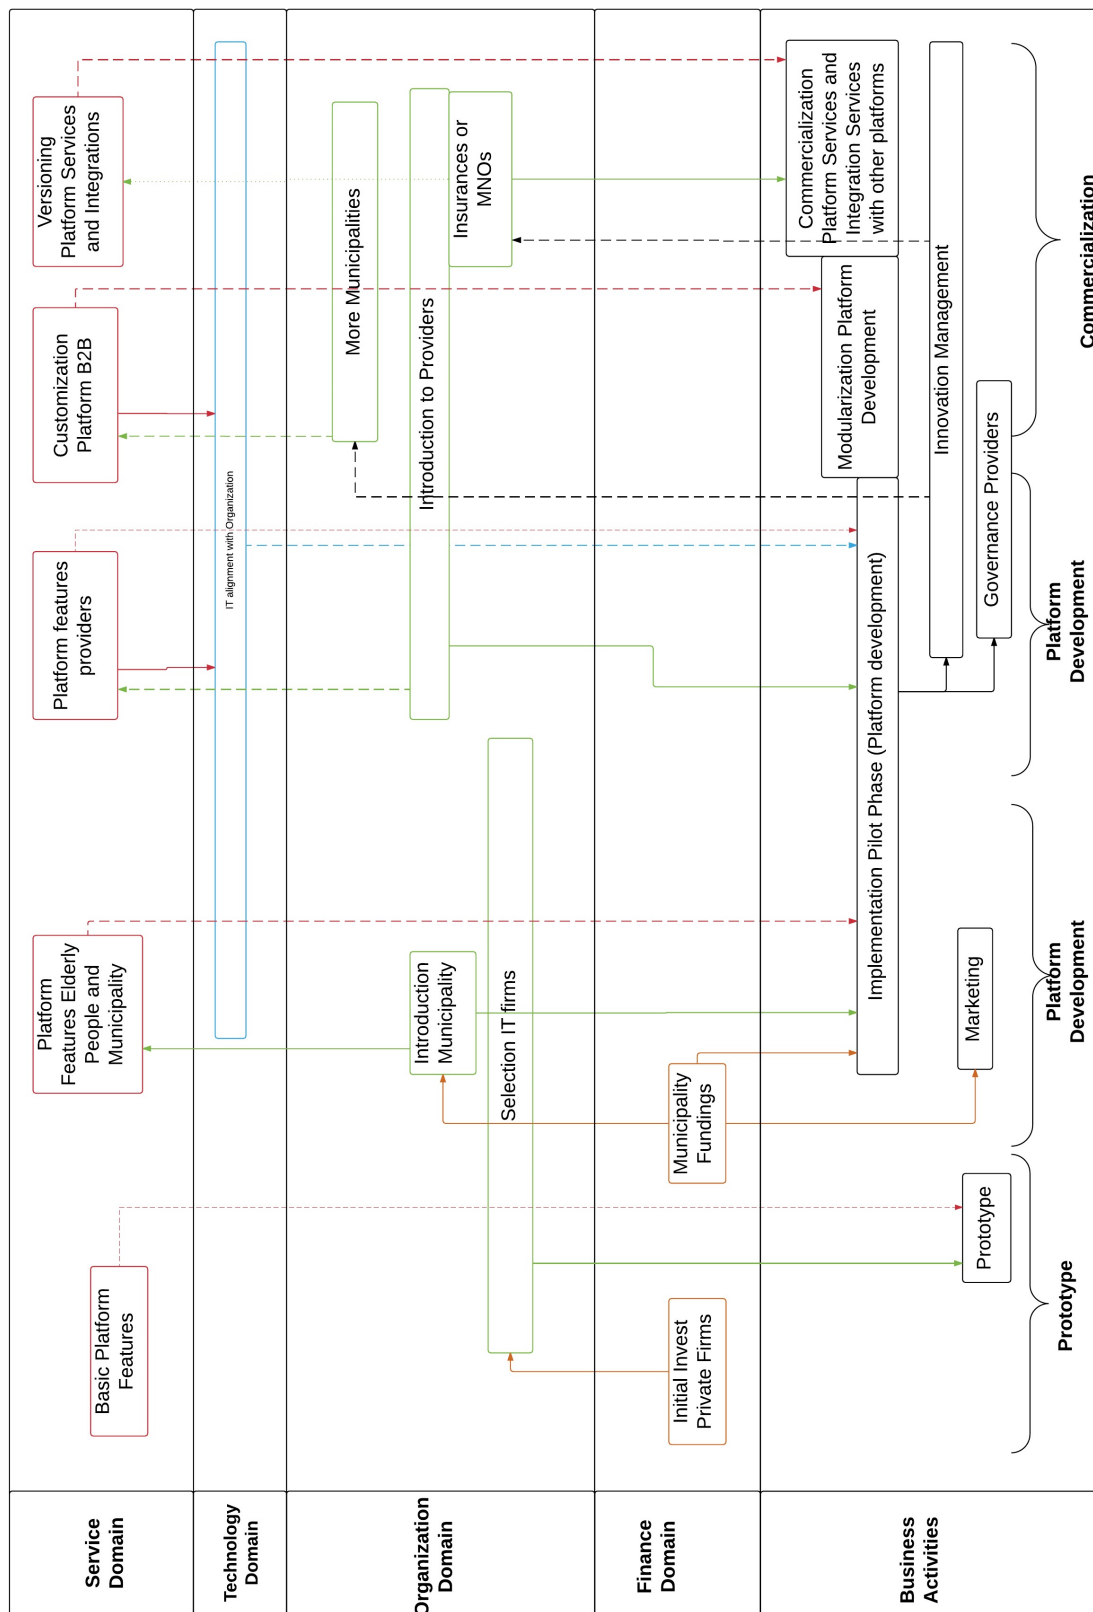 Service
Domain
Basic Platform
Features
Platform
Features Elderly
People and
Municipality
Platform features
providers
Customization
Platform B2B
Versioning
Platform Services
and Integrations
Technology
Domain
IT alignment with Organization
Organization
Domain
More Municipalities
Introduction
Municipality
Introduction to Providers
Insurances or
MNOs
Selection IT firms
Finance
Domain
Initial Invest
Private Firms
Municipality
Fundings
Business
Activities
Commercialization
Platform Services and
Integration Services
with other platforms
Modularization Platform
Development
Implementation Pilot Phase (Platform development)
Innovation Management
Prototype
Marketing
Governance Providers
Prototype
Platform
Development
Platform
Development
Commercialization